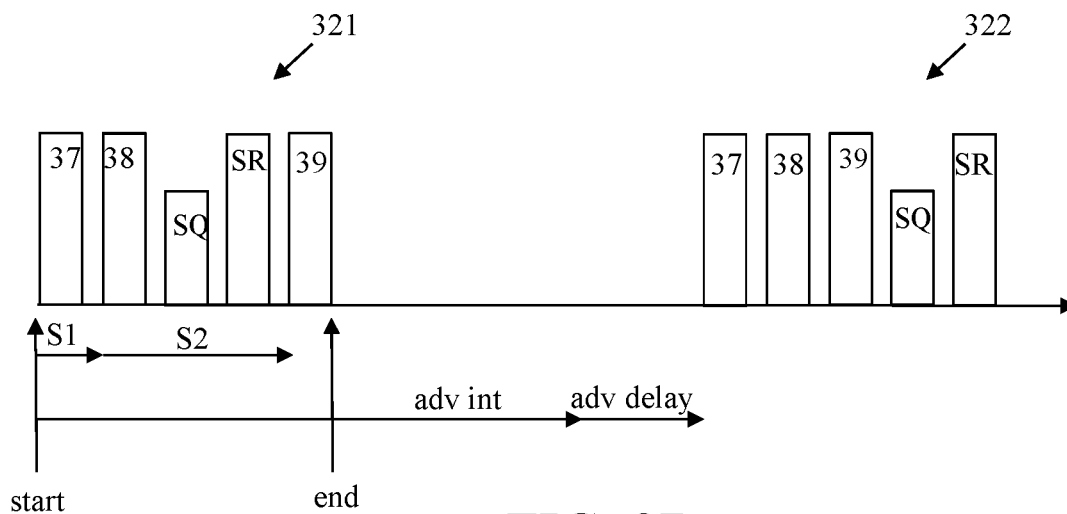 321
322
37 38 SQ SR 39
37 38 39 SQ SR
S1 S2
adv int adv delay
start end